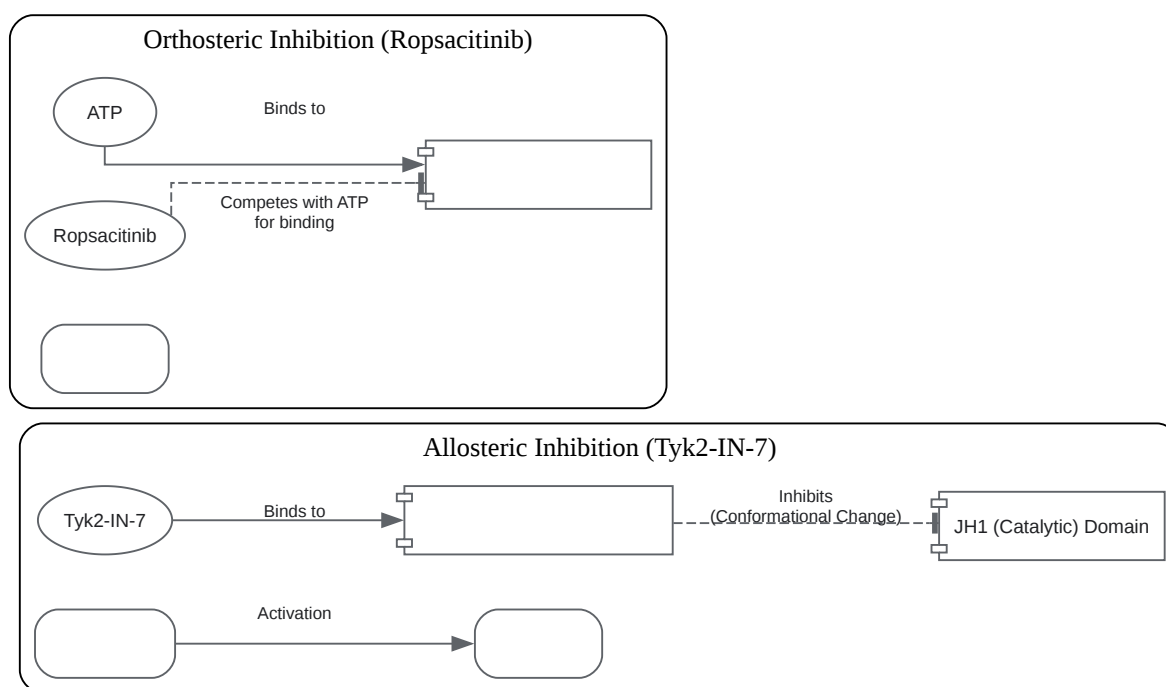 Orthosteric Inhibition (Ropsacitinib)
ATP
Binds to
Competes with ATP
for binding
Ropsacitinib
Allosteric Inhibition (Tyk2-IN-7)
Tyk2-IN-7
Binds to
Inhibits
(Conformational Change)
JH1 (Catalytic) Domain
Activation